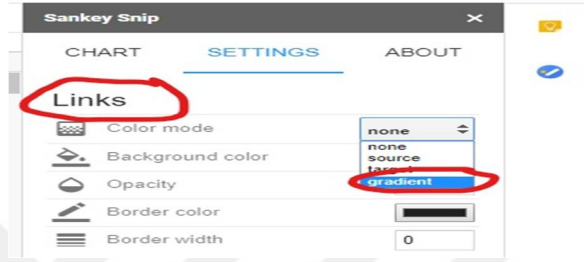 Sankey Snip ×
CHART SETTINGS ABOUT
Links
Color mode none
none
Background color source
target
Opacity gradient
Border color
Border width 0